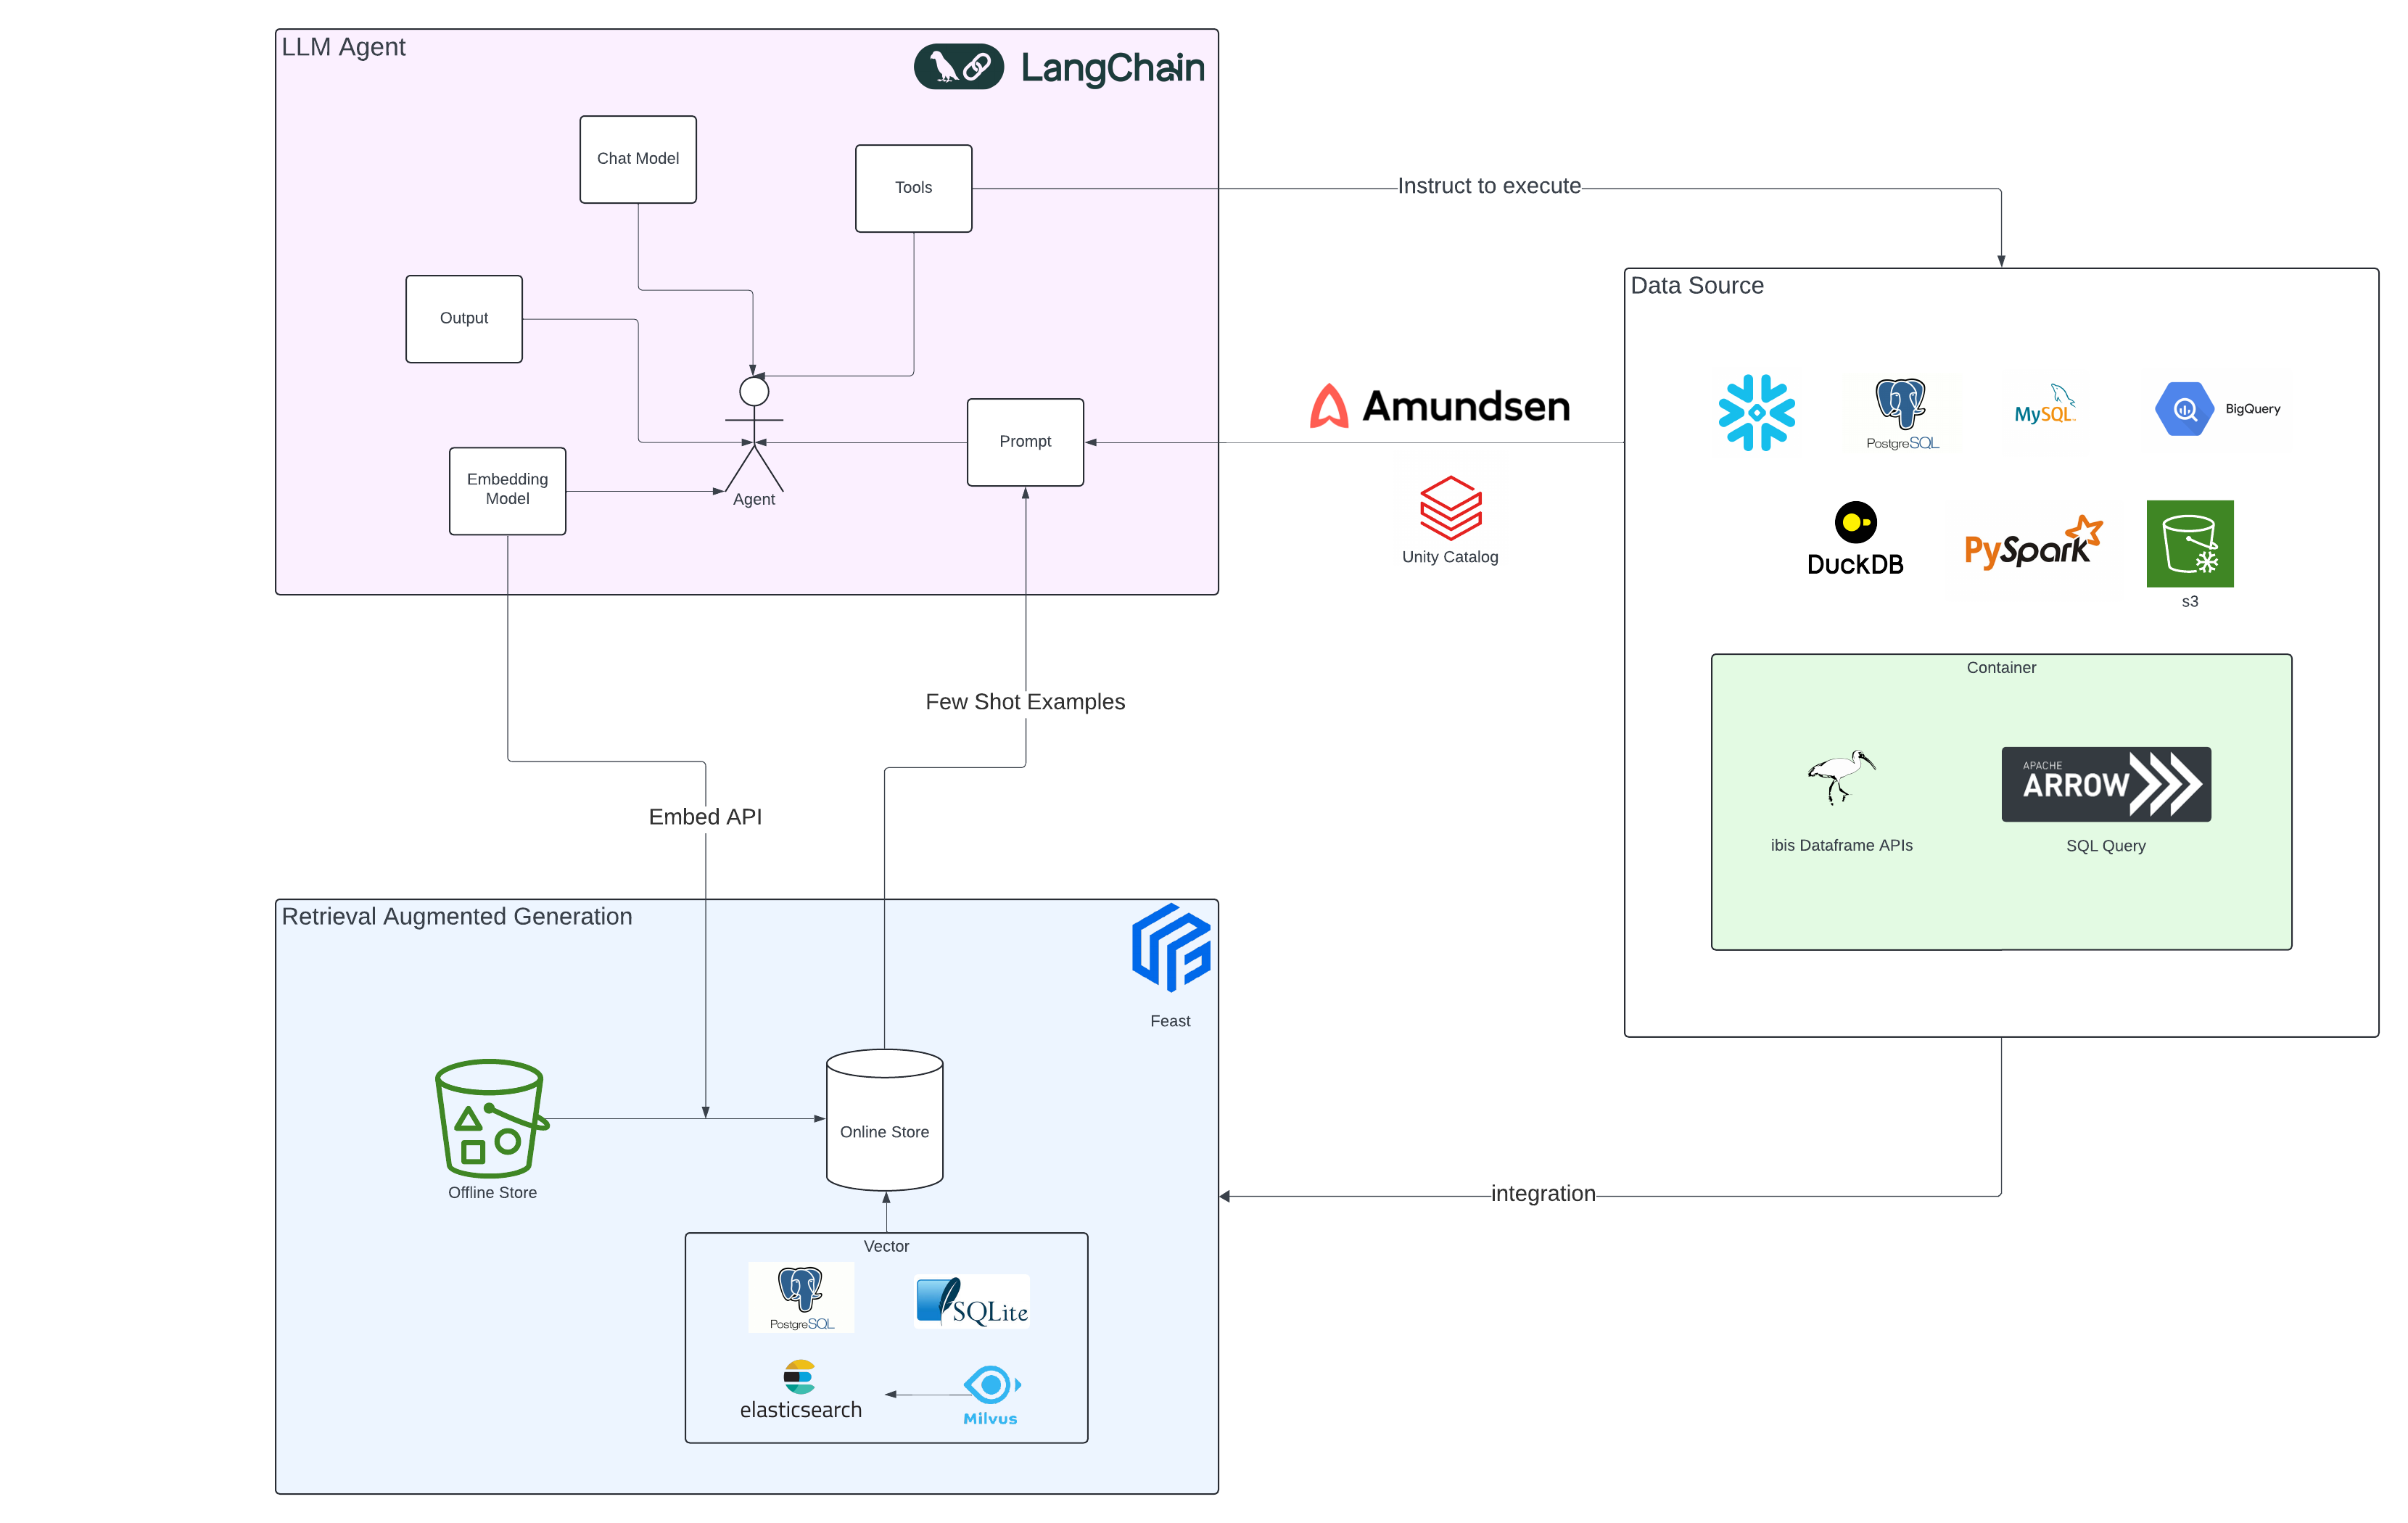 LLM Agent
LangChain
Chat Model
Tools
Instruct to execute
Output
Data Source
Amundsen
Prompt
PostgreSQL
MySQL
BigQuery
Embedding
Model
Agent
Unity Catalog
DuckDB
PySpark
s3
Container
Few Shot Examples
APACHE
ARROW
Embed API
ibis Dataframe APIs
SQL Query
Retrieval Augmented Generation
Feast
Online Store
Offline Store
integration
Vector
PostgreSQL
SQLite
elasticsearch
Milvus